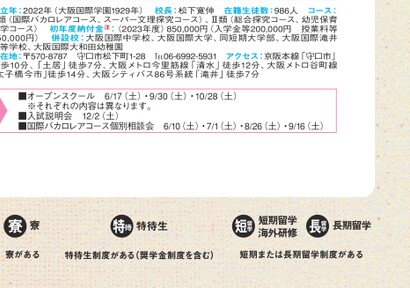 立年：2022年（大阪国際学園1929年）　校長：松下寛伸　在籍生徒数：986人　コース：
類（国際バカロレアコース、スーパー文理探究コース）、Ⅱ類（総合探究コース、幼児保育
学コース）　初年度納付金：（2023年度）850,000円（入学金等200,000円　授業料等
50,000円）　併設校：大阪国際中学校、大阪国際大学、同短期大学部、大阪国際滝井
等学校、大阪国際大和田幼稚園
在地：〒570-8787　守口市松下町1-28　℡06-6992-5931　アクセス：京阪本線「守口市」
歩10分、「土居」徒歩7分、大阪メトロ今里筋線「清水」徒歩12分、大阪メトロ谷町線
太子橋今市」徒歩14分、大阪シティバス86号系統「滝井」徒歩7分
■オープンスクール　6/17（土）・9/30（土）・10/28（土）
※それぞれの内容は異なります。
■入試説明会　12/2（土）
■国際バカロレアコース個別相談会　6/10（土）・7/1（土）・8/26（土）・9/16（土）
寮 寮
寮がある
特待 特待生
特待生制度がある（奨学金制度を含む）
短留学 短期留学
海外研修
長留学 長期留学
短期または長期留学制度がある